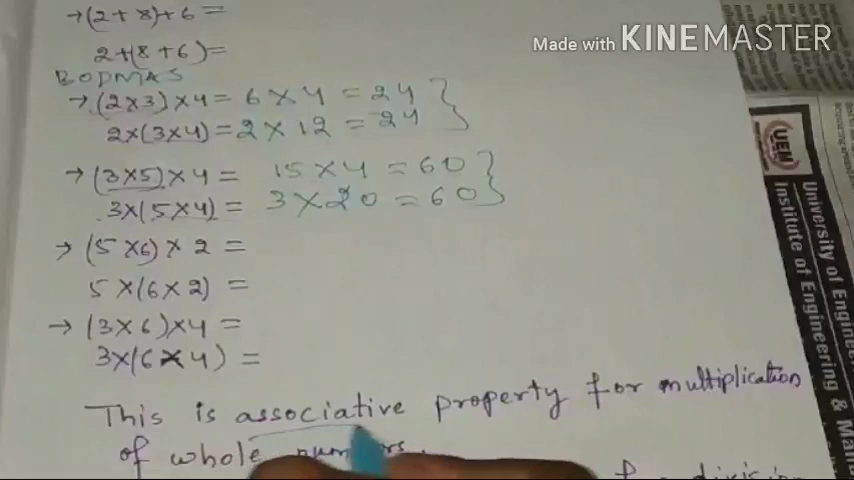 →(2+8)+6=
2+(8+6)=
BODMAS
→(2×3)×4= 6×4 =24
2×(3×4)=2×12 =24
→(3×5)×4= 15×4 =60
3×(5×4)= 3×20 =60
→(5×6)×2=
5×(6×2)=
→(3×6)×4=
3×(6×4)=
This is associative property for multiplication
of whole numbers.
division
Made with KINEMASTER
UEM
University of Engineering &
Institute of Engineering &